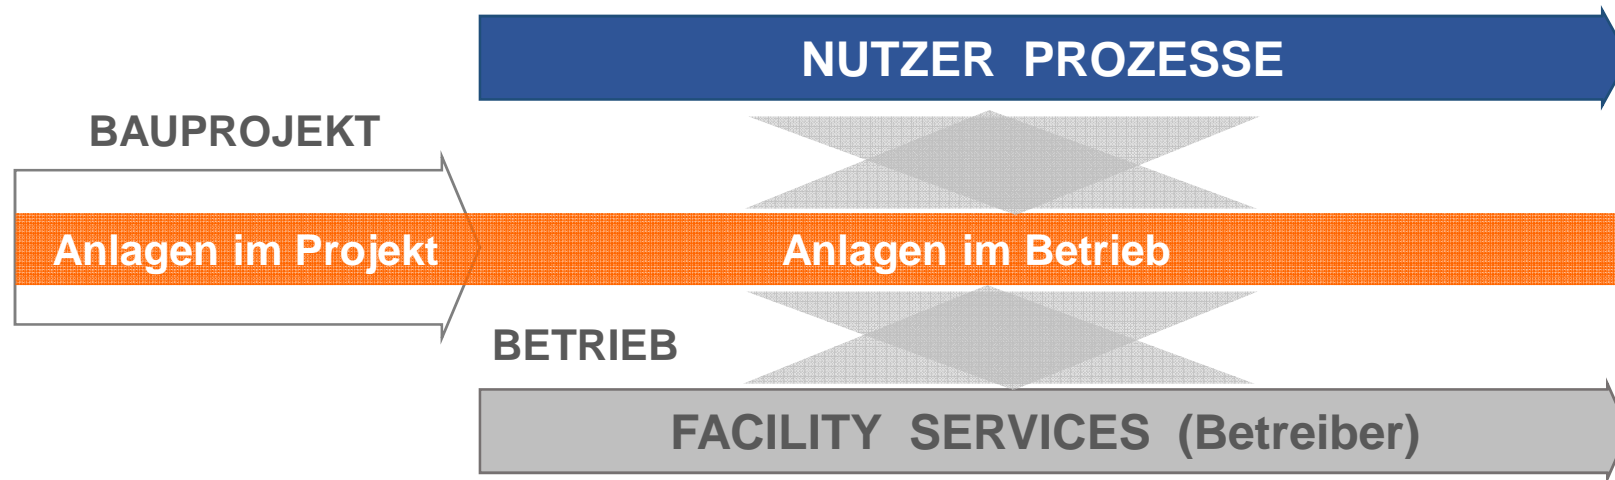 NUTZER PROZESSE
BAUPROJEKT
Anlagen im Projekt
Anlagen im Betrieb
BETRIEB
FACILITY SERVICES (Betreiber)